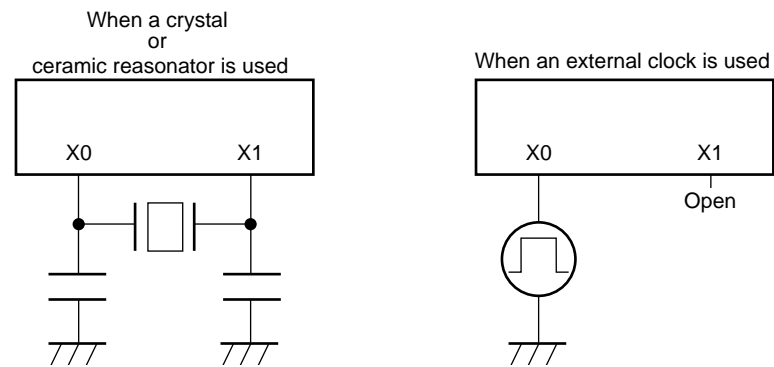 When a crystal
or
ceramic reasonator is used
X0
X1
When an external clock is used
X0
X1
Open